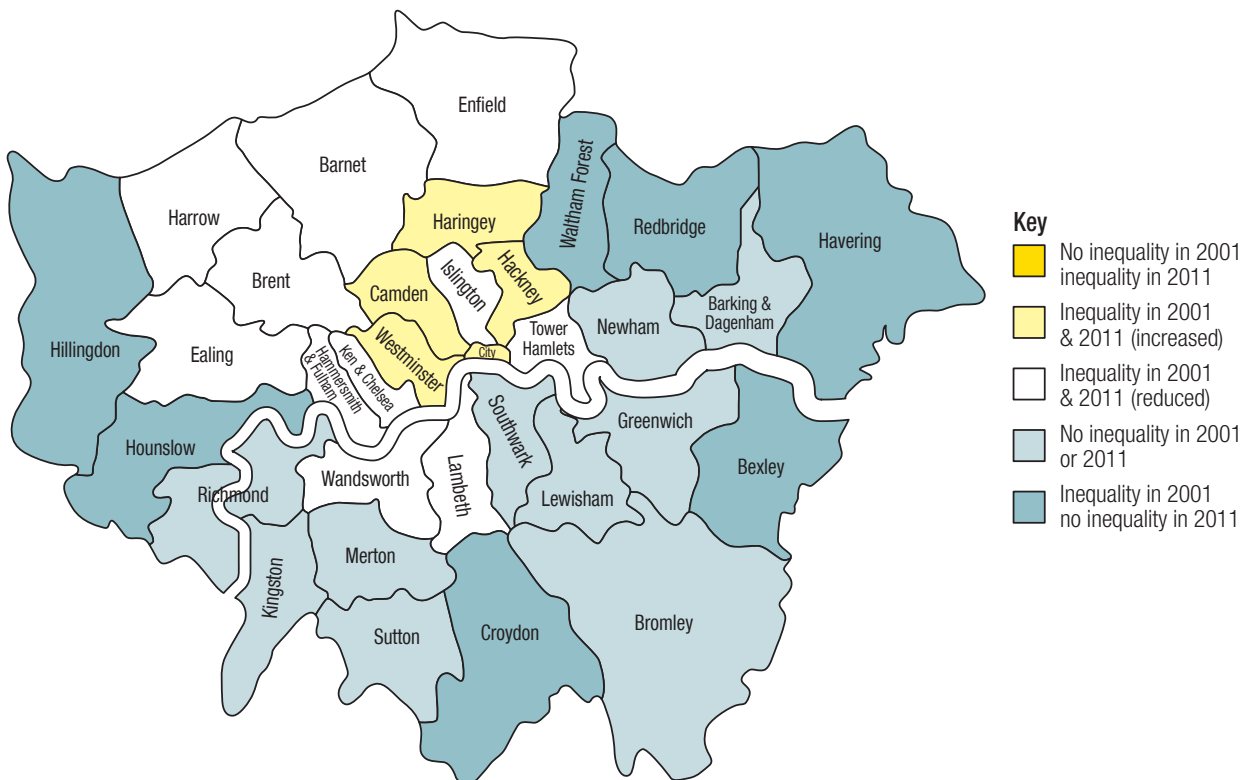 Enfield
Barnet
Waltham Forest
Harrow
Haringey
Redbridge
Havering
Brent
Islington
Hackney
Camden
Barking &
Dagenham
Newham
Tower
Hamlets
Hillingdon
Ealing
Hammersmith
& Fulham
Ken & Chelsea
Westminster
City
Hounslow
Southwark
Greenwich
Bexley
Richmond
Wandsworth
Lambeth
Lewisham
Merton
Kingston
Sutton
Croydon
Bromley
Key
No inequality in 2001
inequality in 2011
Inequality in 2001
& 2011 (increased)
Inequality in 2001
& 2011 (reduced)
No inequality in 2001
or 2011
Inequality in 2001
no inequality in 2011